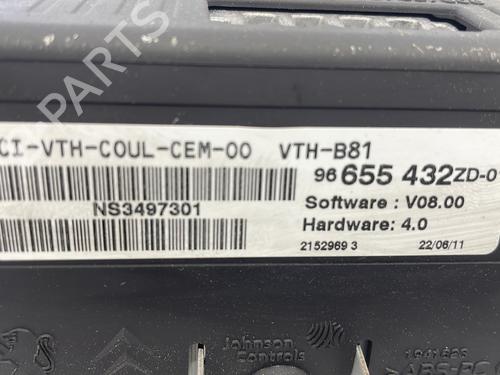 CI-VTH-COUL-CEM-00 VTH-B81
96 655 432ZD-0
NS3497301
Software : V08.00
Hardware: 4.0
2152969 3 22/06/11
Johnson
Controls
B-PARTS